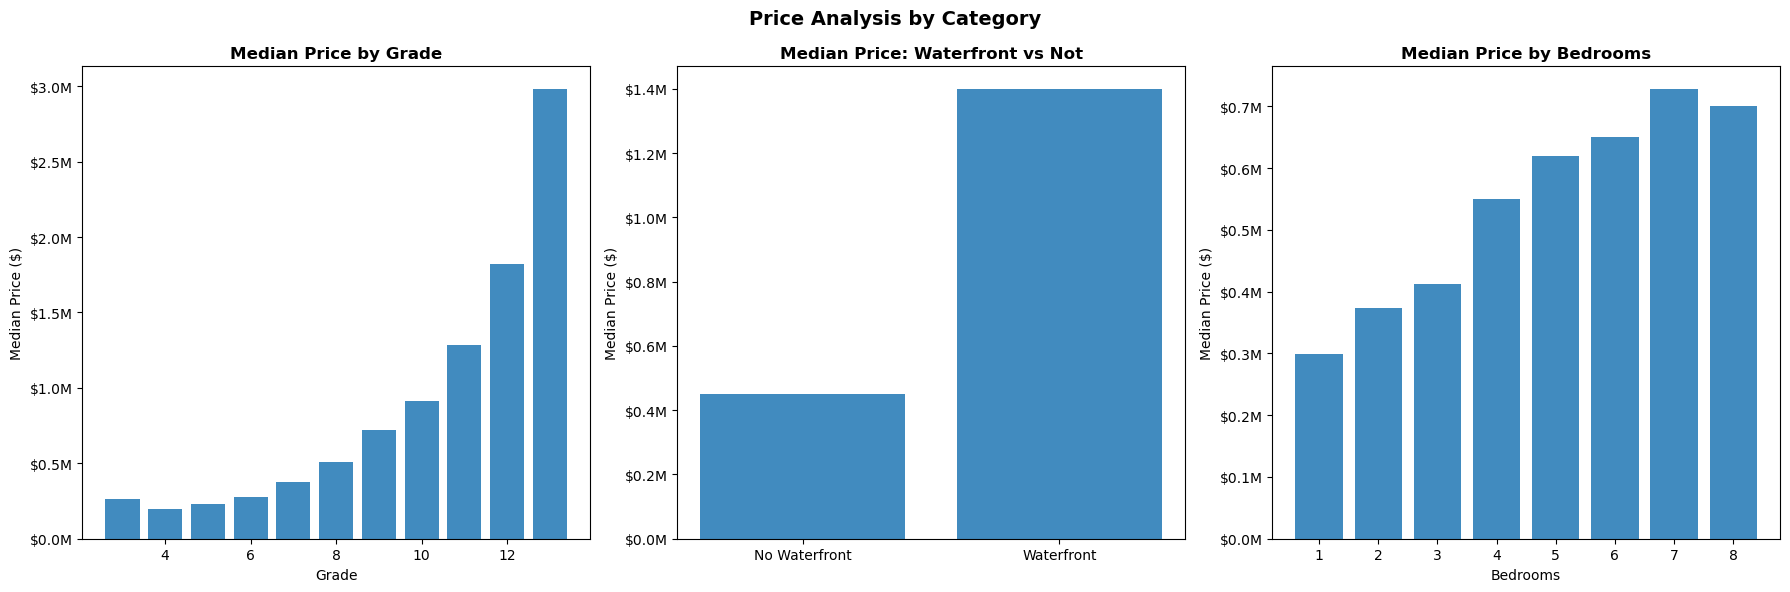 Price Analysis by Category
Median Price by Grade
$3.0M
$2.5M
$2.0M
$1.5M
$1.0M
$0.5M
$0.0M
Median Price ($)
4 6 8 10 12
Grade
Median Price: Waterfront vs Not
$1.4M
$1.2M
$1.0M
$0.8M
$0.6M
$0.4M
$0.2M
$0.0M
Median Price ($)
No Waterfront Waterfront
Median Price by Bedrooms
$0.7M
$0.6M
$0.5M
$0.4M
$0.3M
$0.2M
$0.1M
$0.0M
Median Price ($)
1 2 3 4 5 6 7 8
Bedrooms